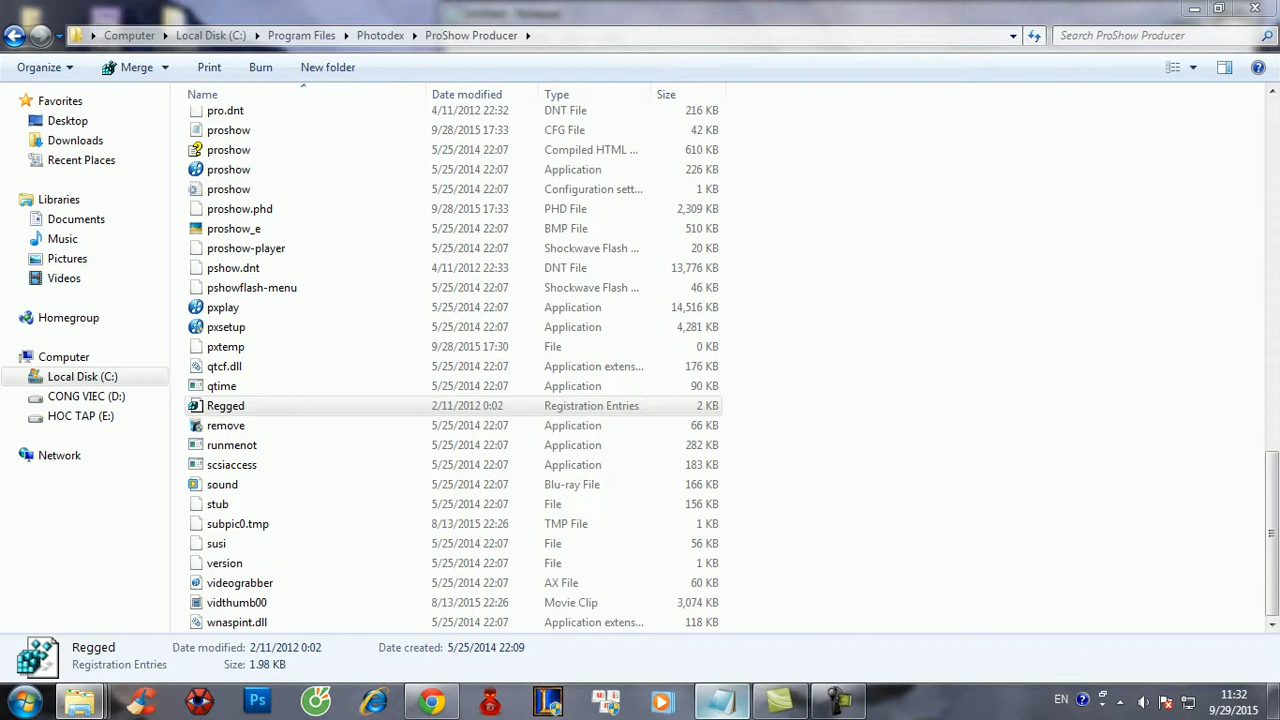 Computer Local Disk (C:) Program Files Photodex ProShow Producer Search ProShow Producer
Organize Merge Print Burn New folder
Name Date modified Type Size
Favorites
Desktop
Downloads
Recent Places
Libraries
Documents
Music
Pictures
Videos
Homegroup
Computer
Local Disk (C:)
CONG VIEC (D:)
HOC TAP (E:)
Network
pro.dnt 4/11/2012 22:32 DNT File 216 KB
proshow 9/28/2015 17:33 CFG File 42 KB
proshow 5/25/2014 22:07 Compiled HTML ... 610 KB
proshow 5/25/2014 22:07 Application 226 KB
proshow 5/25/2014 22:07 Configuration sett... 1 KB
proshow.phd 9/28/2015 17:33 PHD File 2,309 KB
proshow_e 5/25/2014 22:07 BMP File 510 KB
proshow-player 5/25/2014 22:07 Shockwave Flash ... 20 KB
pshow.dnt 4/11/2012 22:33 DNT File 13,776 KB
pshowflash-menu 5/25/2014 22:07 Shockwave Flash ... 46 KB
pxplay 5/25/2014 22:07 Application 14,516 KB
pxsetup 5/25/2014 22:07 Application 4,281 KB
pxtemp 9/28/2015 17:30 File 0 KB
qtcf.dll 5/25/2014 22:07 Application extens... 176 KB
qtime 5/25/2014 22:07 Application 90 KB
Regged 2/11/2012 0:02 Registration Entries 2 KB
remove 5/25/2014 22:07 Application 66 KB
runmenot 5/25/2014 22:07 Application 282 KB
scsiaccess 5/25/2014 22:07 Application 183 KB
sound 5/25/2014 22:07 Blu-ray File 166 KB
stub 5/25/2014 22:07 File 156 KB
subpic0.tmp 8/13/2015 22:26 TMP File 1 KB
susi 5/25/2014 22:07 File 56 KB
version 5/25/2014 22:07 File 1 KB
videograbber 5/25/2014 22:07 AX File 60 KB
vidthumb00 8/13/2015 22:26 Movie Clip 3,074 KB
wnaspint.dll 5/25/2014 22:07 Application extens... 118 KB
Regged Date modified: 2/11/2012 0:02 Date created: 5/25/2014 22:09
Registration Entries Size: 1.98 KB
Ps EN 11:32
9/29/2015